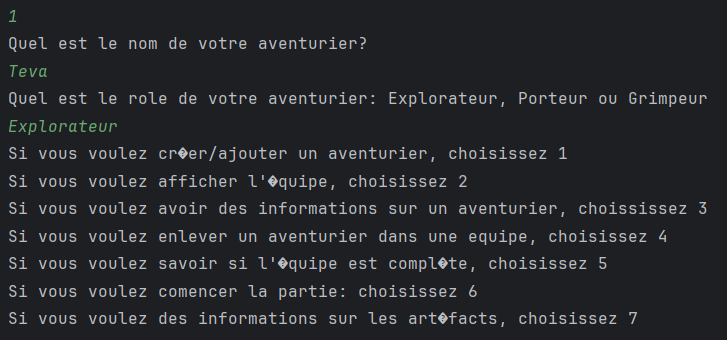 1
Quel est le nom de votre aventurier?
Teva
Quel est le role de votre aventurier: Explorateur, Porteur ou Grimpeur
Explorateur
Si vous voulez cr�er/ajouter un aventurier, choisissez 1
Si vous voulez afficher l'�quipe, choisissez 2
Si vous voulez avoir des informations sur un aventurier, choississez 3
Si vous voulez enlever un aventurier dans une equipe, choisissez 4
Si vous voulez savoir si l'�quipe est compl�te, choisissez 5
Si vous voulez comencer la partie: choisissez 6
Si vous voulez des informations sur les art�facts, choisissez 7